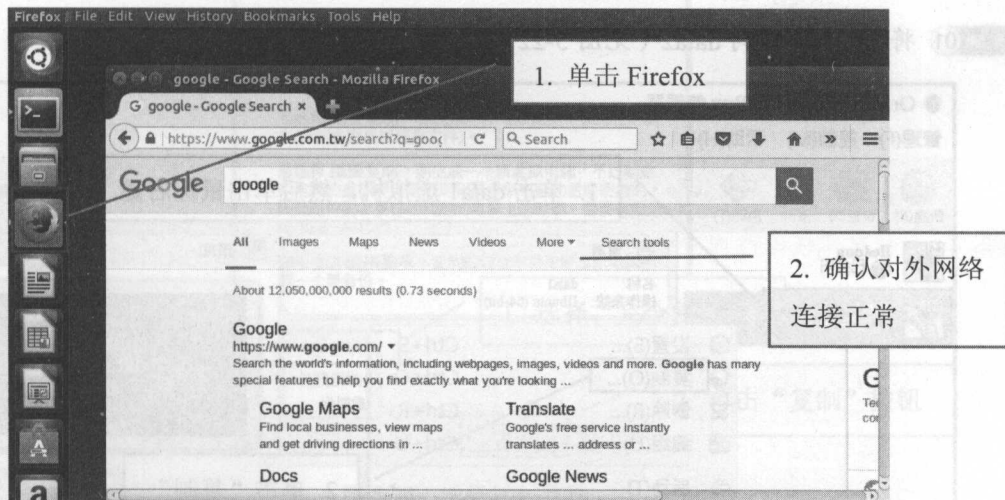 Firefox File Edit View History Bookmarks Tools Help
google - Google Search - Mozilla Firefox
1. 单击 Firefox
G google - Google Search ×
https://www.google.com.tw/search?q=goog
Search
Google
google
All Images Maps News Videos More Search tools
2. 确认对外网络
连接正常
About 12,050,000,000 results (0.73 seconds)
Google
https://www.google.com/
Search the world's information, including webpages, images, videos and more. Google has many
special features to help you find exactly what you're looking ...
Google Maps
Find local businesses, view maps
and get driving directions in ...
Translate
Google's free service instantly
translates ... address or ...
Docs
Google News